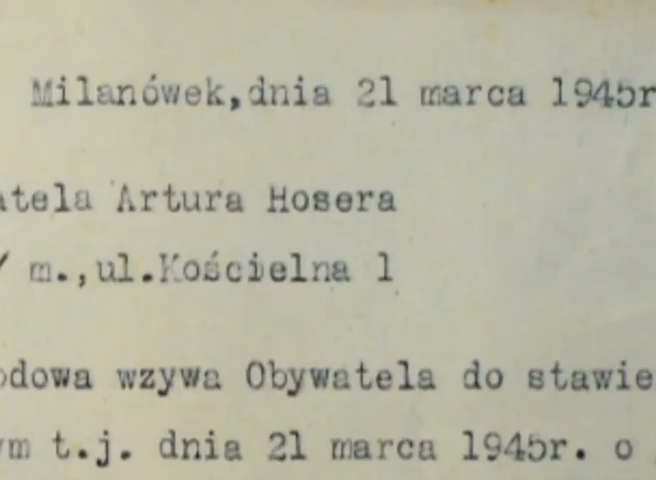 Milanówek,dnia 21 marca 1945r
atela Artura Hosera
/ m.,ul.Kościelna 1
odowa wzywa Obywatela do stawie
ym t.j. dnia 21 marca 1945r. o